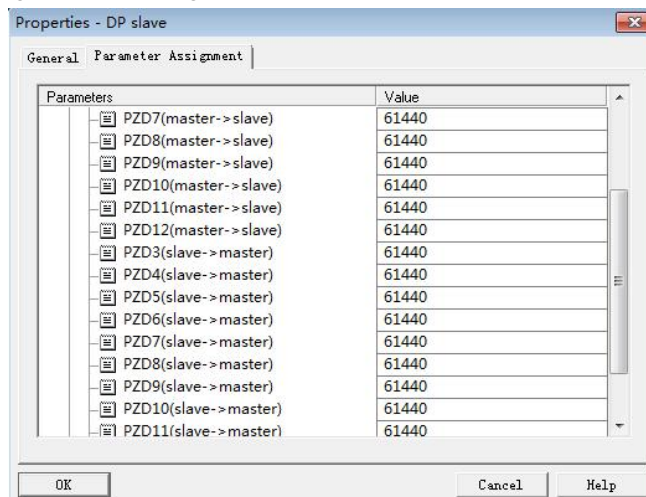 Properties - DP slave
General Parameter Assignment
Parameters Value
PZD7(master->slave) 61440
PZD8(master->slave) 61440
PZD9(master->slave) 61440
PZD10(master->slave) 61440
PZD11(master->slave) 61440
PZD12(master->slave) 61440
PZD3(slave->master) 61440
PZD4(slave->master) 61440
PZD5(slave->master) 61440
PZD6(slave->master) 61440
PZD7(slave->master) 61440
PZD8(slave->master) 61440
PZD9(slave->master) 61440
PZD10(slave->master) 61440
PZD11(slave->master) 61440
OK Cancel Help